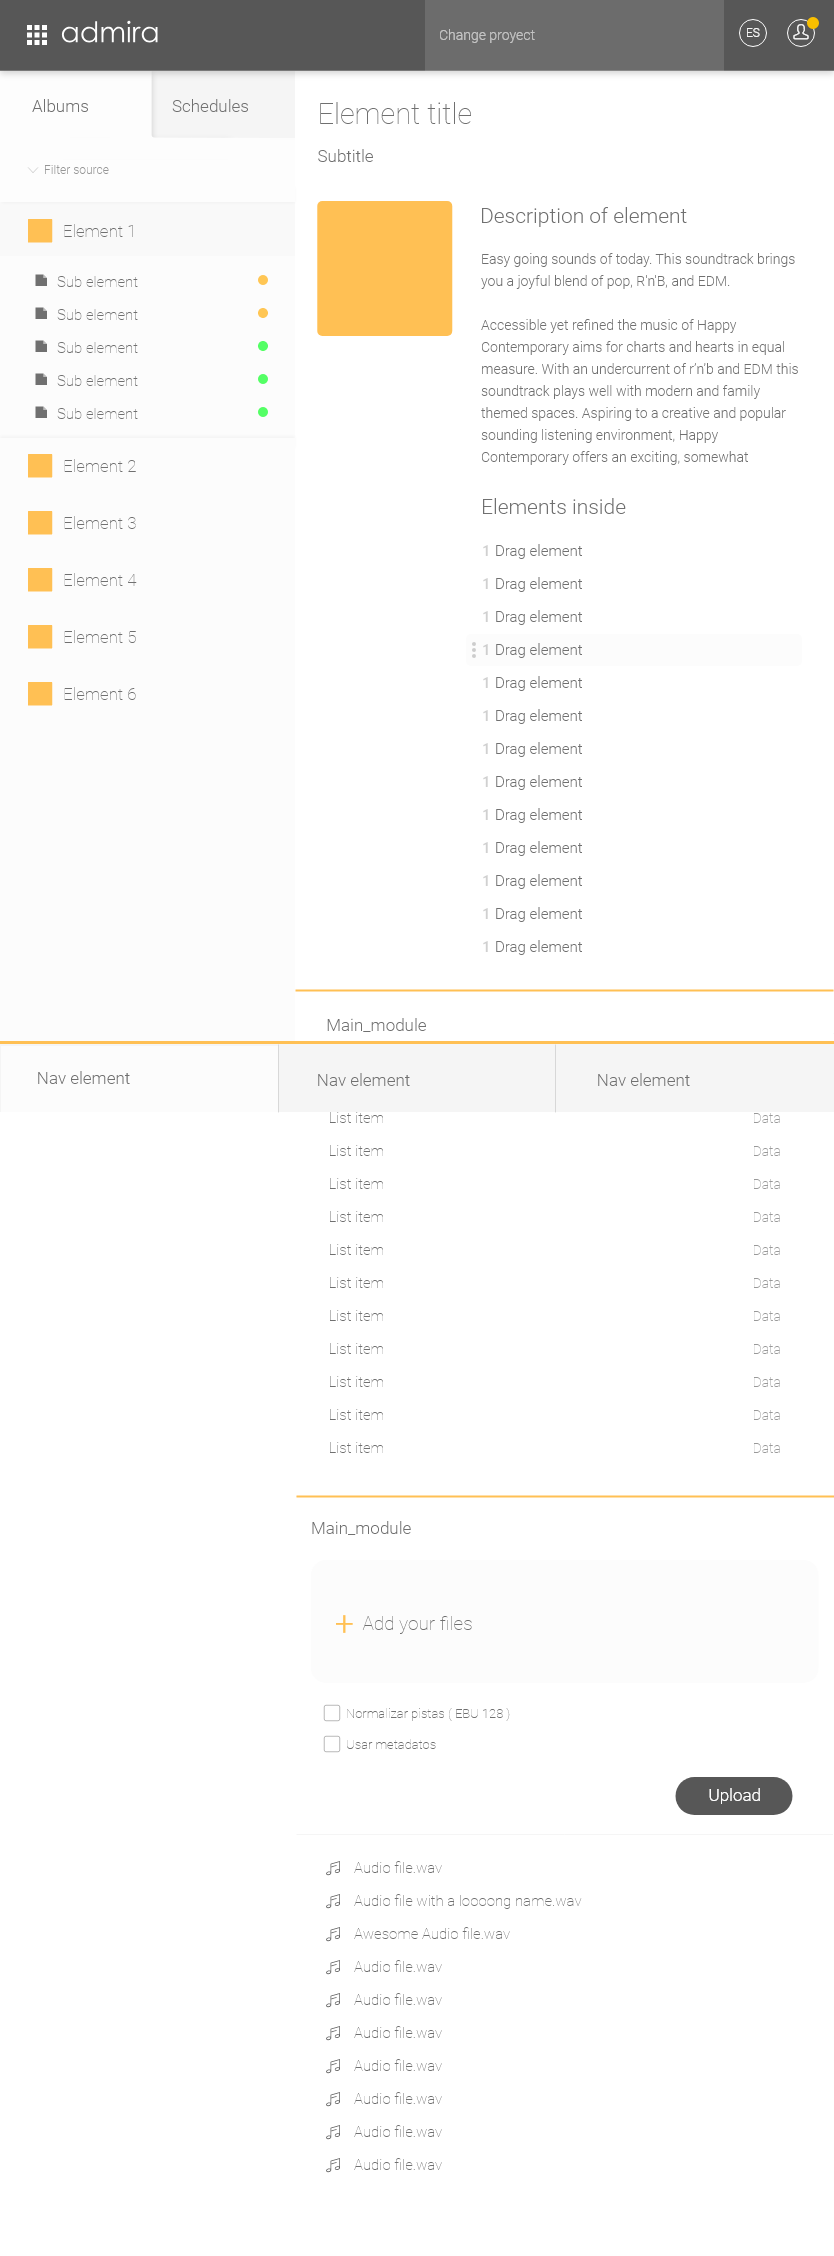 admira
Change proyect
ES
Albums
Schedules
Filter source
Element 1
Sub element
Sub element
Sub element
Sub element
Sub element
Element 2
Element 3
Element 4
Element 5
Element 6
Element title
Subtitle
Description of element
Easy going sounds of today. This soundtrack brings
you a joyful blend of pop, R'n'B, and EDM.
Accessible yet refined the music of Happy
Contemporary aims for charts and hearts in equal
measure. With an undercurrent of r'n'b and EDM this
soundtrack plays well with modern and family
themed spaces. Aspiring to a creative and popular
sounding listening environment, Happy
Contemporary offers an exciting, somewhat
Elements inside
1 Drag element
1 Drag element
1 Drag element
1 Drag element
1 Drag element
1 Drag element
1 Drag element
1 Drag element
1 Drag element
1 Drag element
1 Drag element
1 Drag element
1 Drag element
Main_module
Nav element
Nav element
Nav element
List item Data
List item Data
List item Data
List item Data
List item Data
List item Data
List item Data
List item Data
List item Data
List item Data
List item Data
Main_module
Add your files
Normalizar pistas ( EBU 128 )
Usar metadatos
Upload
Audio file.wav
Audio file with a loooong name.wav
Awesome Audio file.wav
Audio file.wav
Audio file.wav
Audio file.wav
Audio file.wav
Audio file.wav
Audio file.wav
Audio file.wav